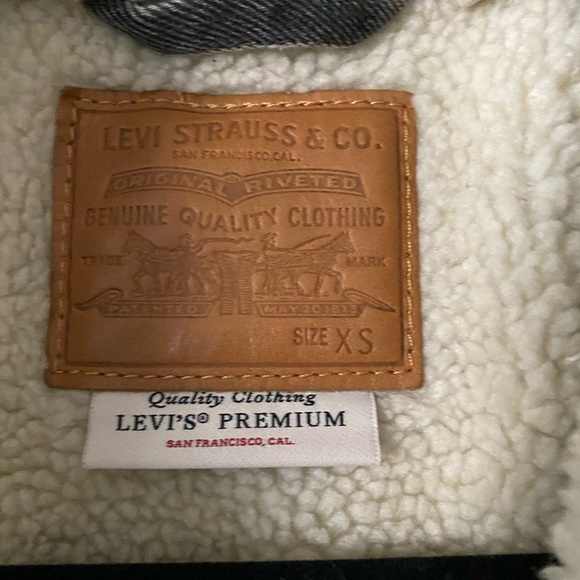 LEVI STRAUSS & CO.
SAN FRANCISCO, CAL.
ORIGINAL RIVETED
GENUINE QUALITY CLOTHING
TRADE MARK
PATENTED MAY 20 1873
SIZE XS
Quality Clothing
LEVI'S® PREMIUM
SAN FRANCISCO, CAL.